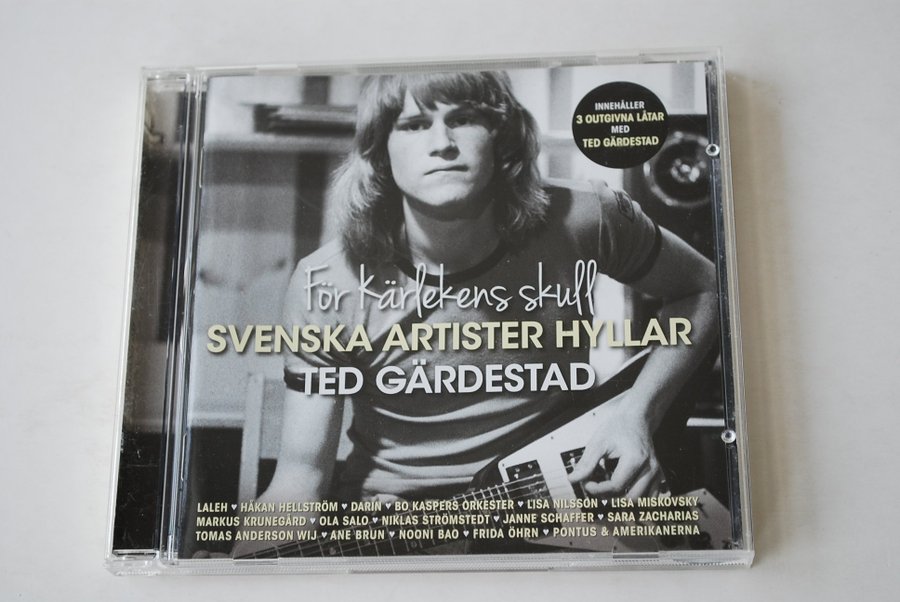 INNEHÅLLER
3 OUTGIVNA LÅTAR
MED
TED GÄRDESTAD
För kärlekens skull
SVENSKA ARTISTER HYLLAR
TED GÄRDESTAD
LALEH ♥ HÅKAN HELLSTRÖM ♥ DARIN ♥ BO KASPERS ORKESTER ♥ LISA NILSSON ♥ LISA MISKOVSKY
MARKUS KRUNEGÅRD ♥ OLA SALO ♥ NIKLAS STRÖMSTEDT ♥ JANNE SCHAFFER ♥ SARA ZACHARIAS
TOMAS ANDERSON WIJ ♥ ANE BRUN ♥ NOONI BAO ♥ FRIDA ÖHRN ♥ PONTUS & AMERIKANERNA